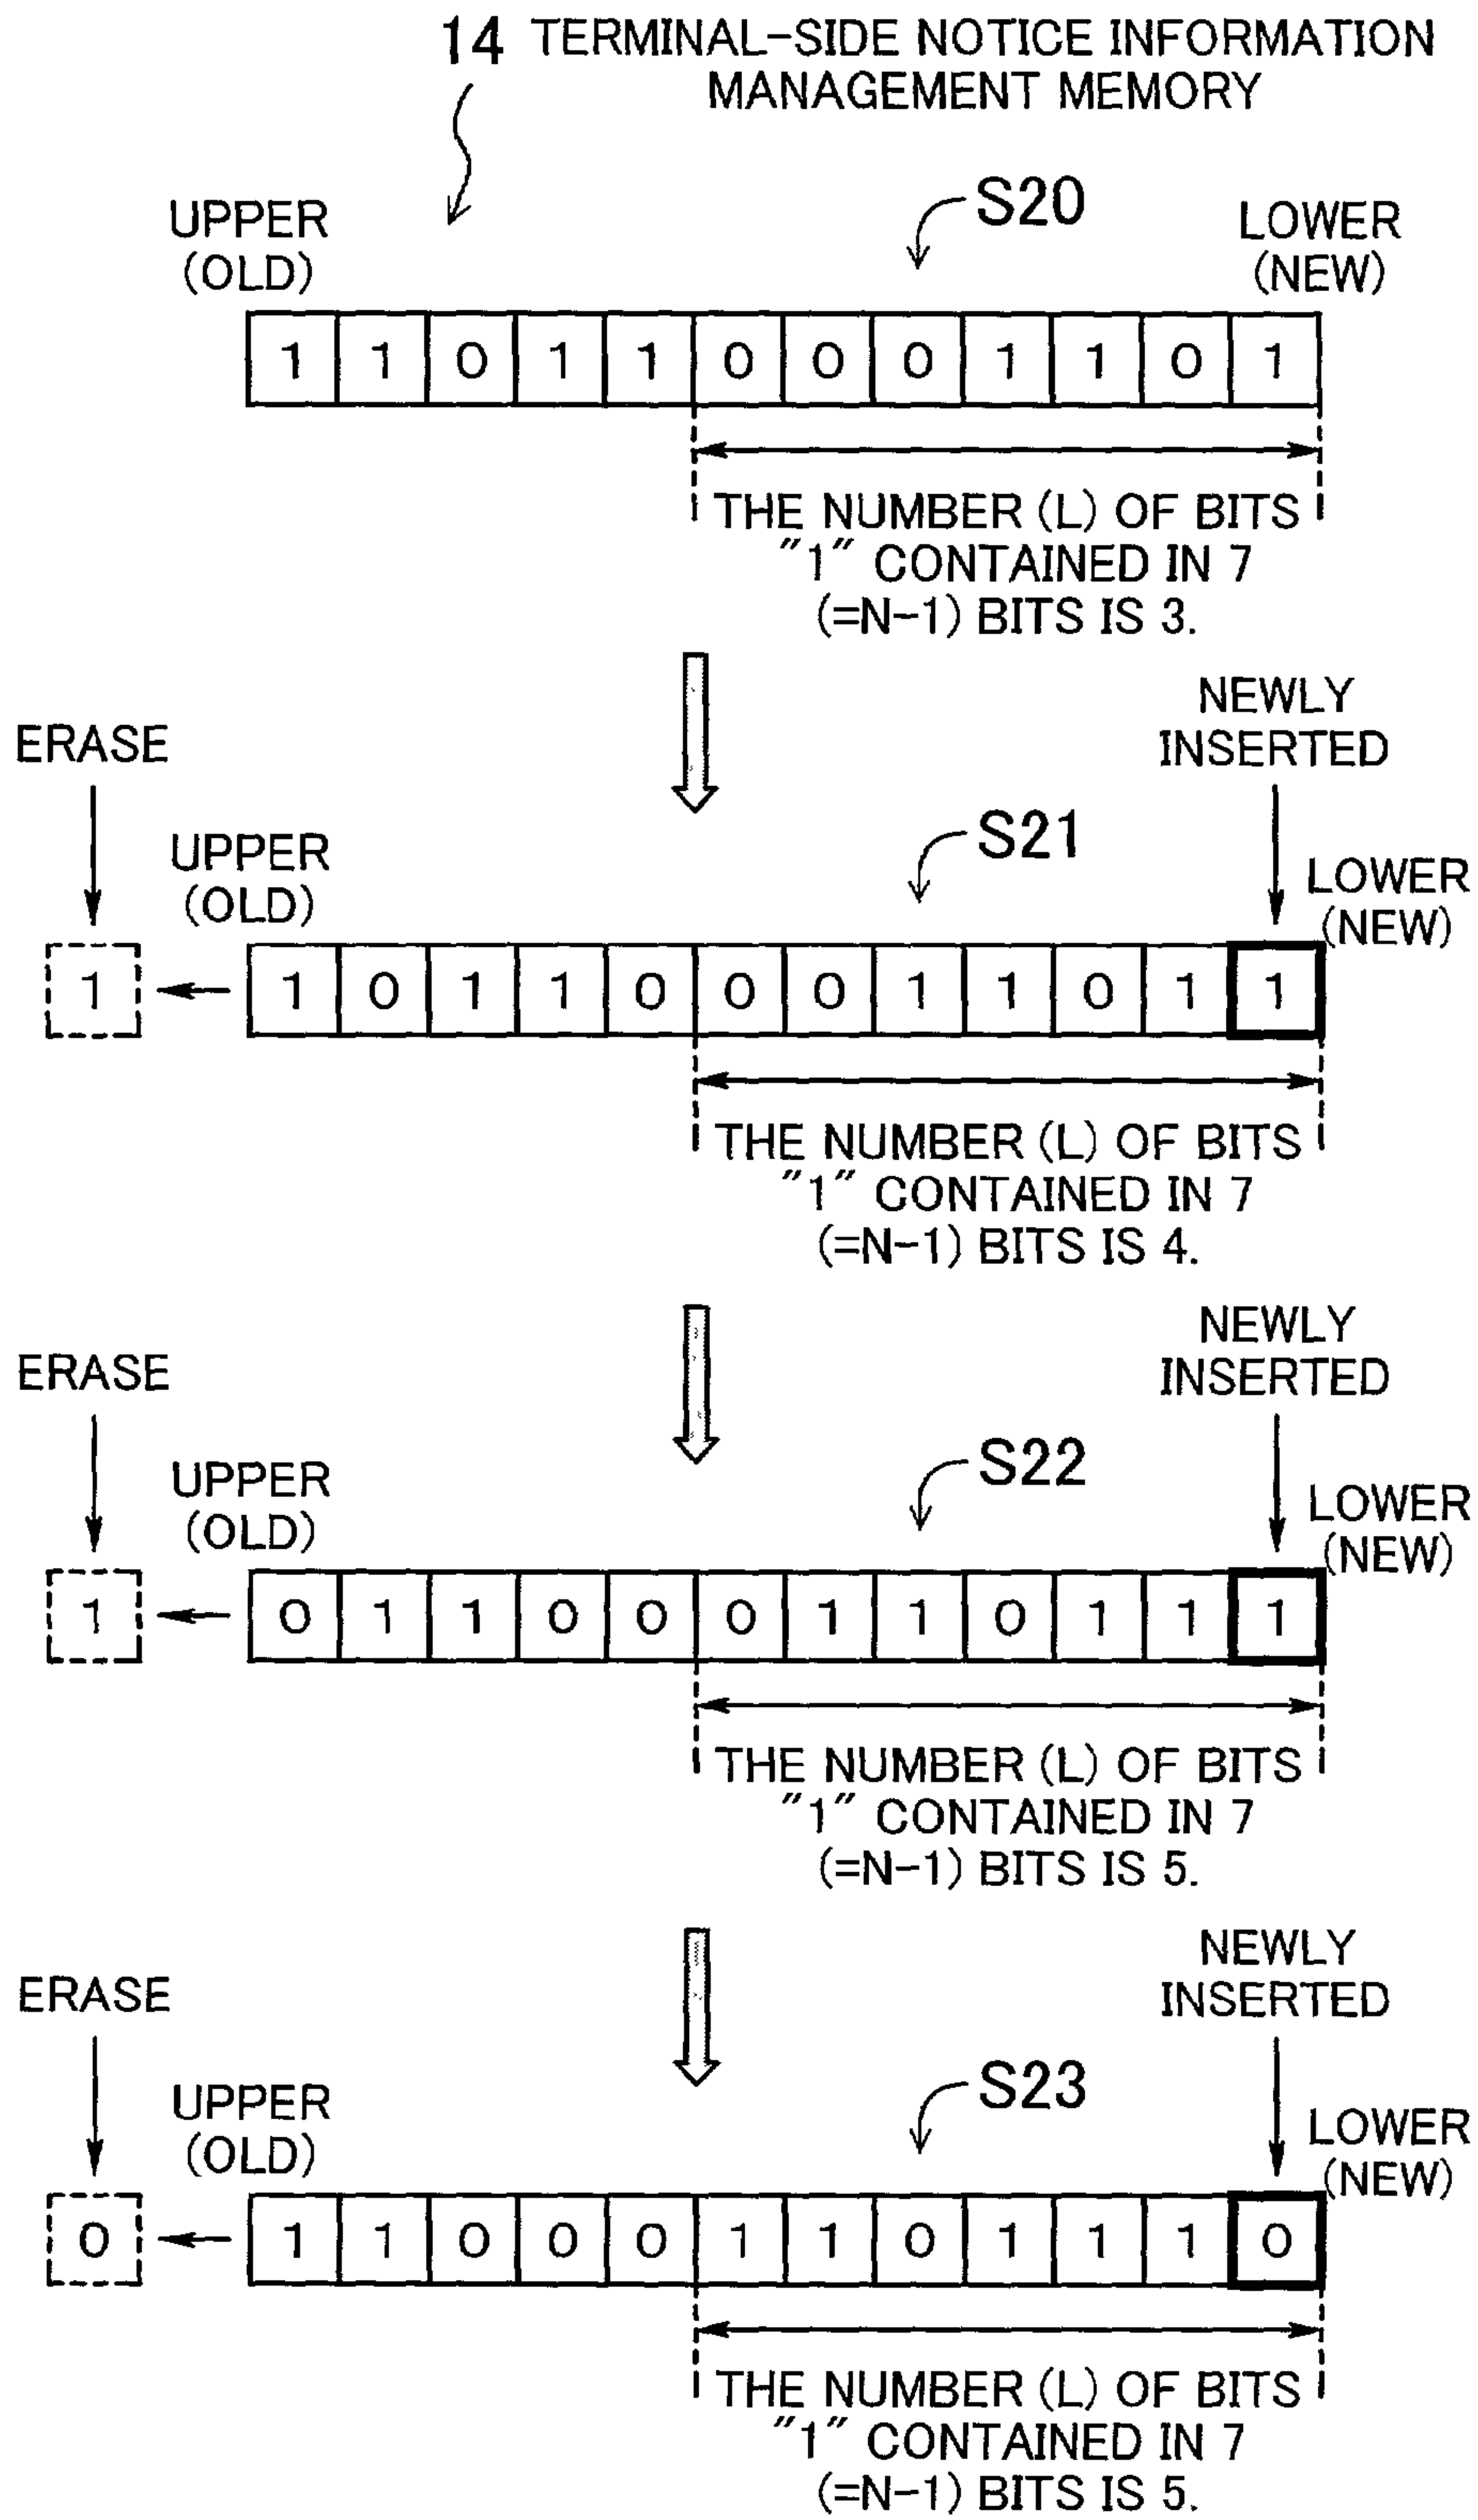 14 TERMINAL-SIDE NOTICE INFORMATION
MANAGEMENT MEMORY
UPPER
(OLD)
S20
LOWER
(NEW)
1 1 0 1 1 0 0 0 1 1 0 1
THE NUMBER (L) OF BITS
"1" CONTAINED IN 7
(=N-1) BITS IS 3.
ERASE
NEWLY
INSERTED
UPPER
(OLD)
S21
LOWER
(NEW)
1 1 0 1 1 0 0 0 1 1 0 1 1
THE NUMBER (L) OF BITS
"1" CONTAINED IN 7
(=N-1) BITS IS 4.
ERASE
NEWLY
INSERTED
UPPER
(OLD)
S22
LOWER
(NEW)
1 0 1 1 0 0 0 1 1 0 1 1 1
THE NUMBER (L) OF BITS
"1" CONTAINED IN 7
(=N-1) BITS IS 5.
ERASE
NEWLY
INSERTED
UPPER
(OLD)
S23
LOWER
(NEW)
0 1 1 0 0 0 1 1 0 1 1 1 0
THE NUMBER (L) OF BITS
"1" CONTAINED IN 7
(=N-1) BITS IS 5.